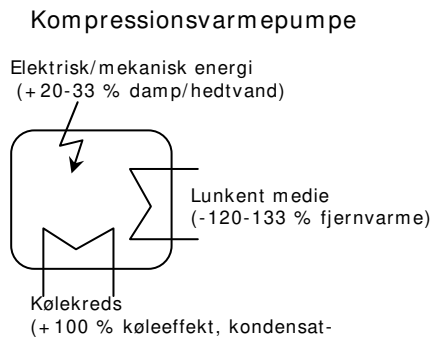 Kompressionsvarmepumpe
Elektrisk/mekanisk energi
(+20-33 % damp/hedtvand)
Lunkent medie
(-120-133 % fjernvarme)
Kølekreds
(+100 % køleeffekt, kondensat-